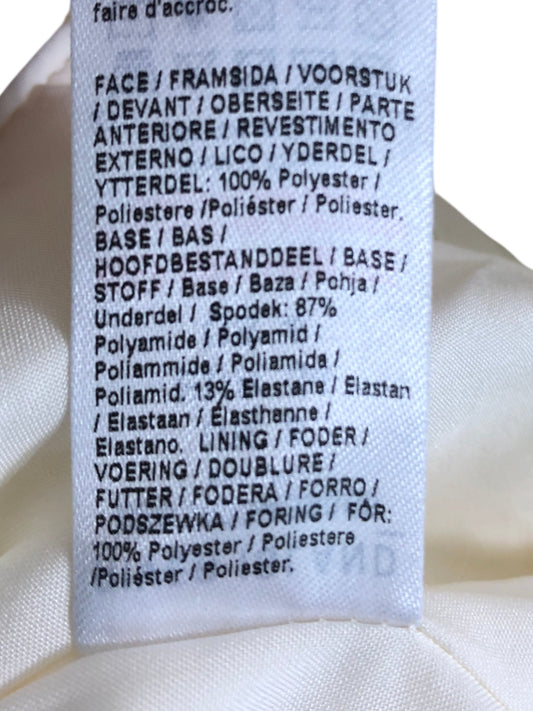 faire d'accroc.
FACE / FRAMSIDA / VOORSTUK
/ DEVANT / OBERSEITE / PARTE
ANTERIORE / REVESTIMENTO
EXTERNO / LICO / YDERDEL /
YTTERDEL: 100% Polyester /
Poliestere /Poliéster / Poliester.
BASE / BAS /
HOOFDBESTANDDEEL / BASE /
STOFF / Base / Baza / Pohja /
Underdel / Spodek: 87%
Polyamide / Polyamid /
Poliammide / Poliamida /
Poliamid. 13% Elastane / Elastan
/ Elastaan / Elasthanne /
Elastano. LINING / FODER /
VOERING / DOUBLURE /
FUTTER / FODERA / FORRO /
PODSZEWKA / FORING / FÔR:
100% Polyester / Poliestere
/Poliéster / Poliester.